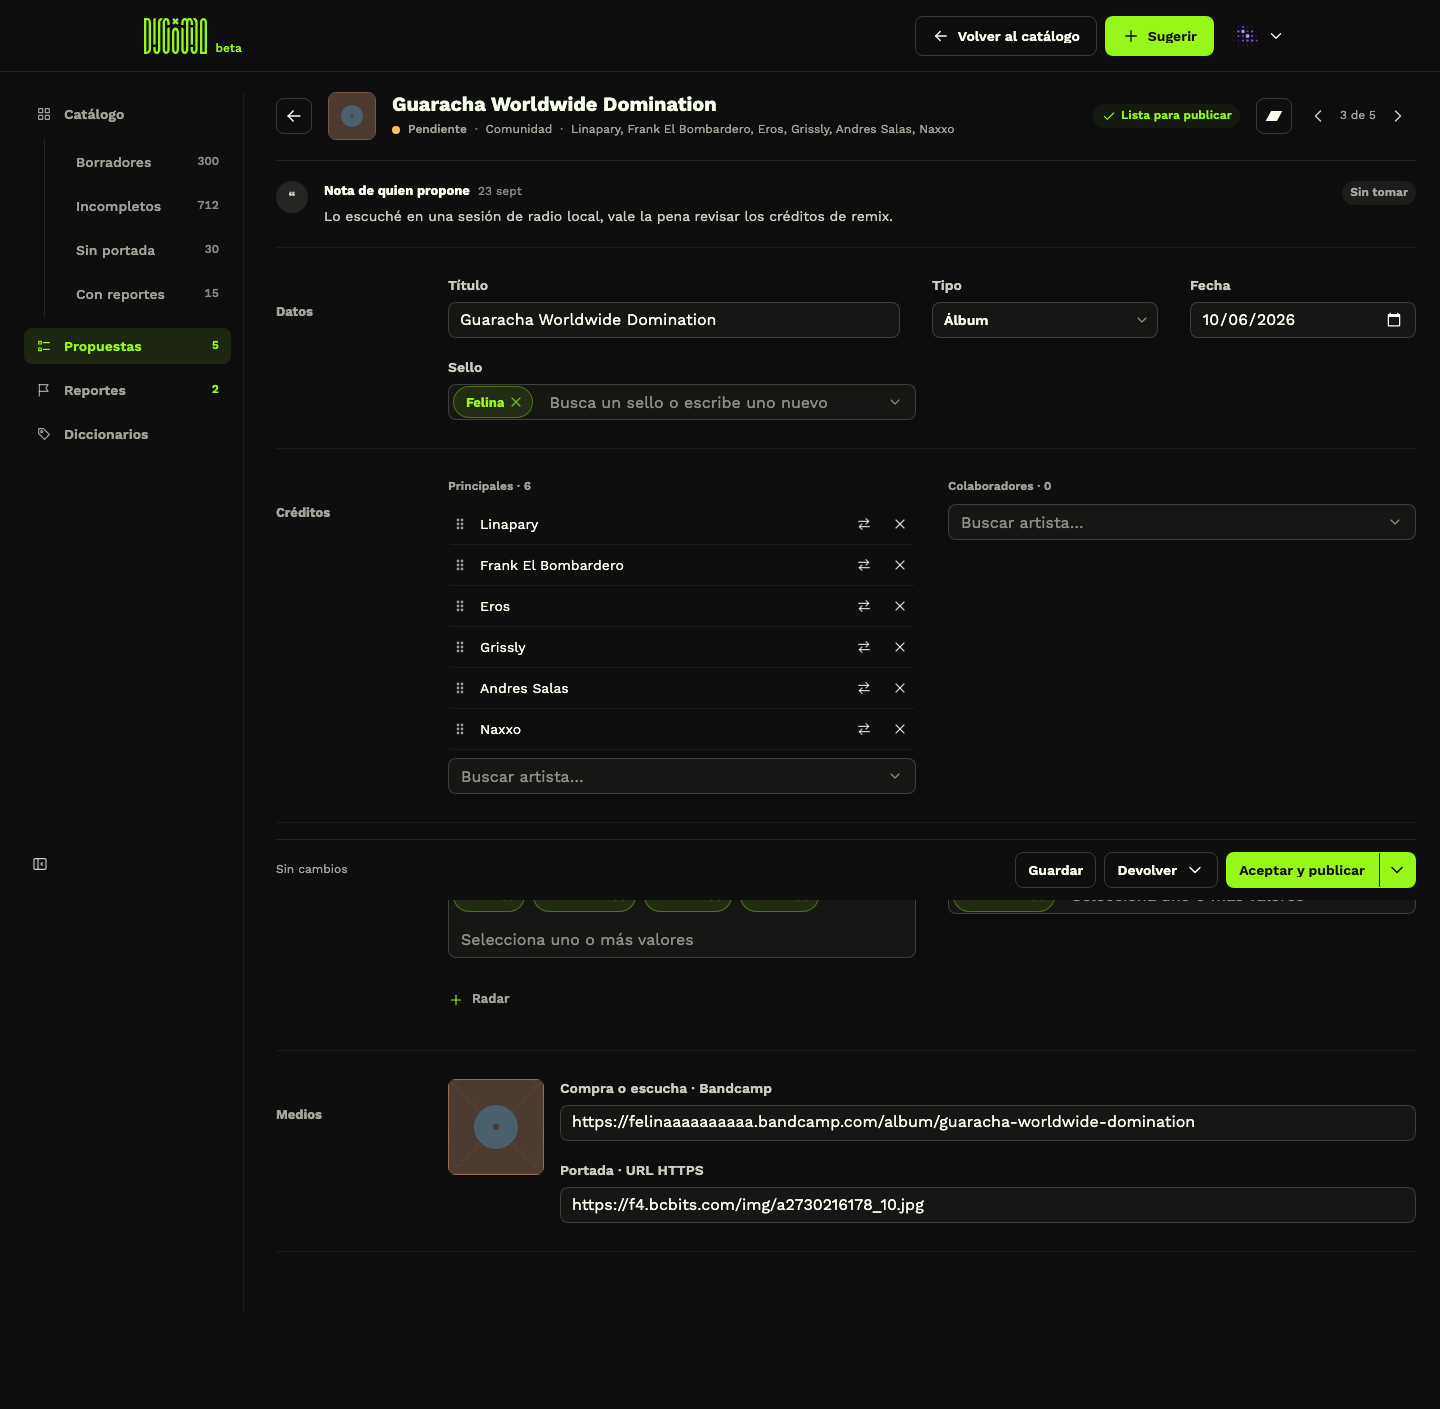 beta
Volver al catálogo
Sugerir
Catálogo
Borradores 300
Incompletos 712
Sin portada 30
Con reportes 15
Propuestas 5
Reportes 2
Diccionarios
Guaracha Worldwide Domination
Pendiente · Comunidad · Linapary, Frank El Bombardero, Eros, Grissly, Andres Salas, Naxxo
Lista para publicar
3 de 5
Nota de quien propone 23 sept
Sin tomar
Lo escuché en una sesión de radio local, vale la pena revisar los créditos de remix.
Datos
Título
Guaracha Worldwide Domination
Tipo
Álbum
Fecha
10/06/2026
Sello
Felina
Busca un sello o escribe uno nuevo
Créditos
Principales · 6
Linapary
Frank El Bombardero
Eros
Grissly
Andres Salas
Naxxo
Buscar artista...
Colaboradores · 0
Buscar artista...
Sin cambios
Guardar
Devolver
Aceptar y publicar
Selecciona uno o más valores
Radar
Medios
Compra o escucha · Bandcamp
https://felinaaaaaaaaaa.bandcamp.com/album/guaracha-worldwide-domination
Portada · URL HTTPS
https://f4.bcbits.com/img/a2730216178_10.jpg